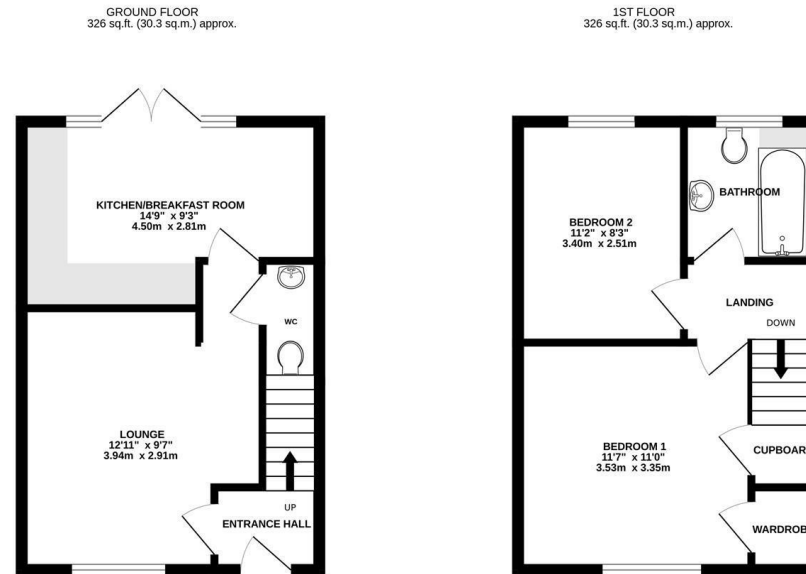 GROUND FLOOR
326 sq.ft. (30.3 sq.m.) approx.
KITCHEN/BREAKFAST ROOM
14'9" x 9'3"
4.50m x 2.81m
WC
LOUNGE
12'11" x 9'7"
3.94m x 2.91m
UP
ENTRANCE HALL
1ST FLOOR
326 sq.ft. (30.3 sq.m.) approx.
BATHROOM
BEDROOM 2
11'2" x 8'3"
3.40m x 2.51m
LANDING
DOWN
BEDROOM 1
11'7" x 11'0"
3.53m x 3.35m
CUPBOAR
WARDROB